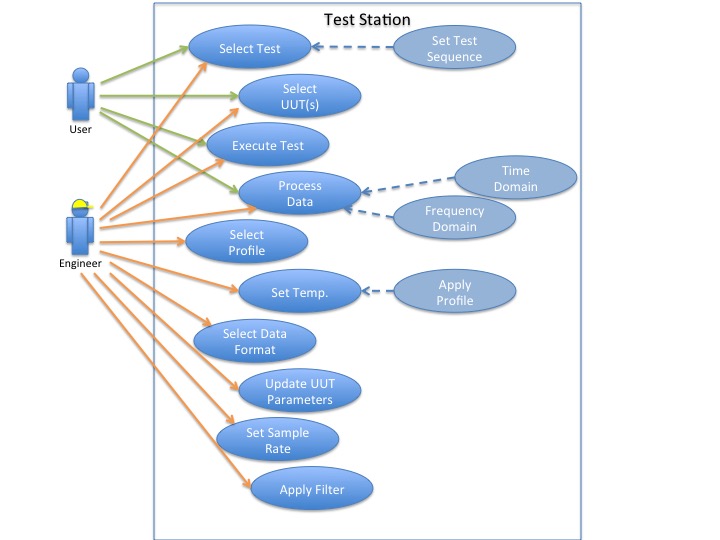 Test Station
Select Test
Set Test
Sequence
User
Select
UUT(s)
Execute Test
Process
Data
Time
Domain
Frequency
Domain
Engineer
Select
Profile
Set Temp.
Apply
Profile
Select Data
Format
Update UUT
Parameters
Set Sample
Rate
Apply Filter